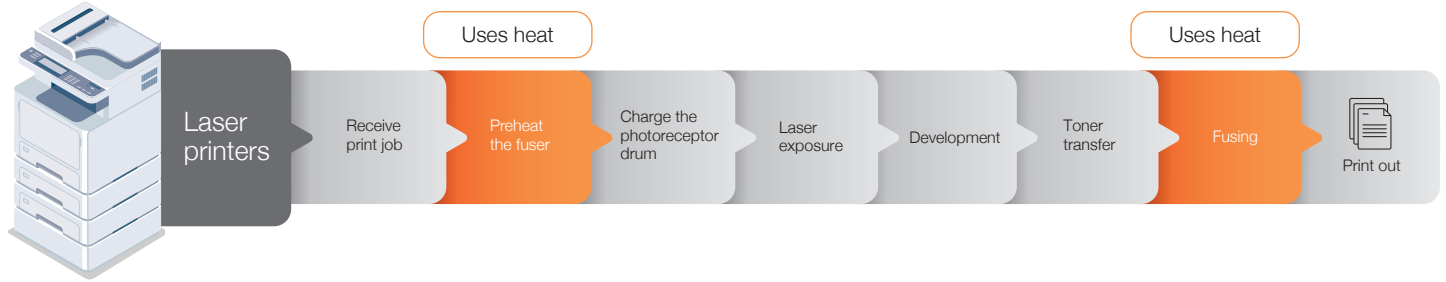 Uses heat
Uses heat
Laser
printers
Receive
print job
Preheat
the fuser
Charge the
photoreceptor
drum
Laser
exposure
Development
Toner
transfer
Fusing
Print out